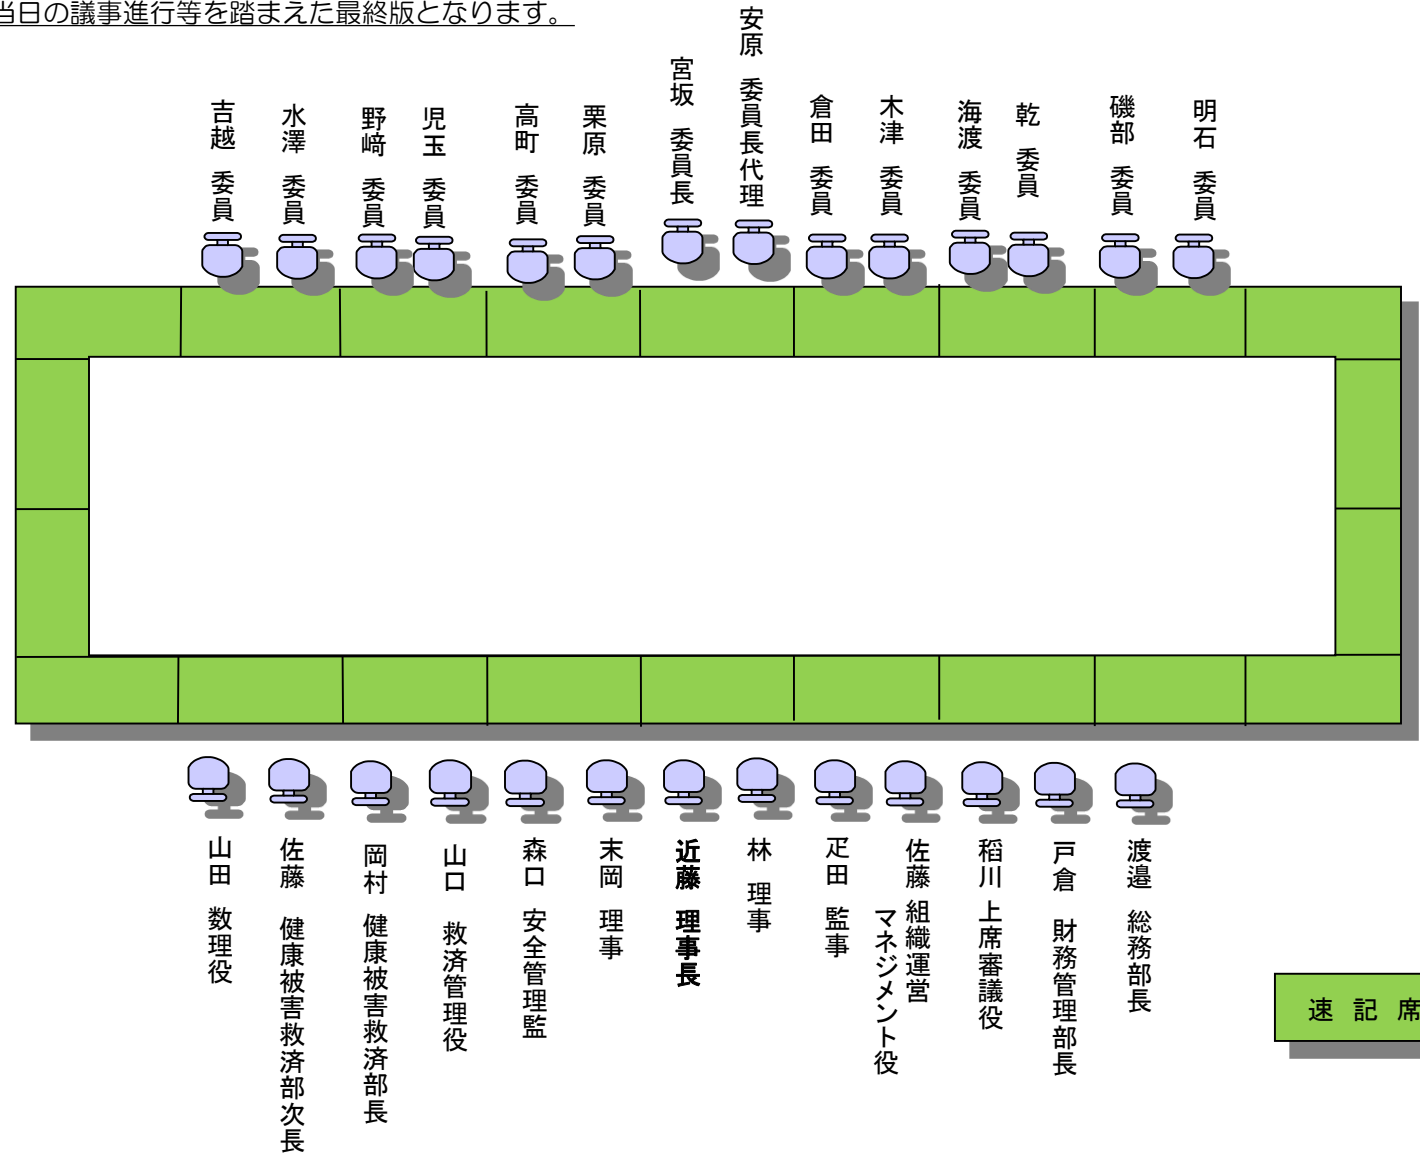 当日の議事進行等を踏まえた最終版となります。
吉越 委員
水澤 委員
野﨑 委員
児玉 委員
高町 委員
栗原 委員
宮坂 委員長
安原 委員長代理
倉田 委員
木津 委員
海渡 委員
乾 委員
磯部 委員
明石 委員
山田 数理役
佐藤 健康被害救済部次長
岡村 健康被害救済部長
山口 救済管理役
森口 安全管理監
末岡 理事
近藤 理事長
林 理事
疋田 監事
佐藤 組織運営
マネジメント役
稲川 上席審議役
戸倉 財務管理部長
渡邉 総務部長
速 記 席